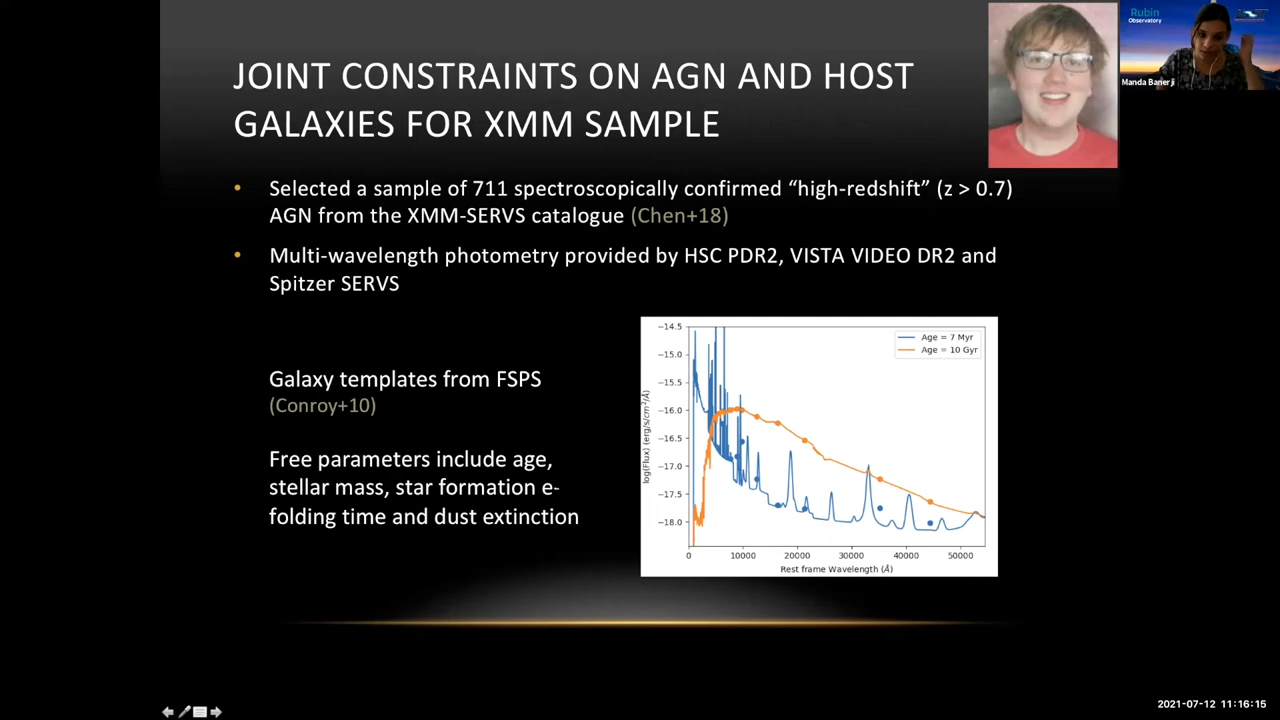 JOINT CONSTRAINTS ON AGN AND HOST
GALAXIES FOR XMM SAMPLE
Rubin
Observatory
Manda Banerji
• Selected a sample of 711 spectroscopically confirmed “high-redshift” (z > 0.7)
AGN from the XMM-SERVS catalogue (Chen+18)
• Multi-wavelength photometry provided by HSC PDR2, VISTA VIDEO DR2 and
Spitzer SERVS
Galaxy templates from FSPS
(Conroy+10)
Free parameters include age,
stellar mass, star formation e-
folding time and dust extinction
Age = 7 Myr
Age = 10 Gyr
log(Flux) (erg/s/cm²/Å)
−14.5
−15.0
−15.5
−16.0
−16.5
−17.0
−17.5
−18.0
0 10000 20000 30000 40000 50000
Rest frame Wavelength (Å)
2021-07-12 11:16:15